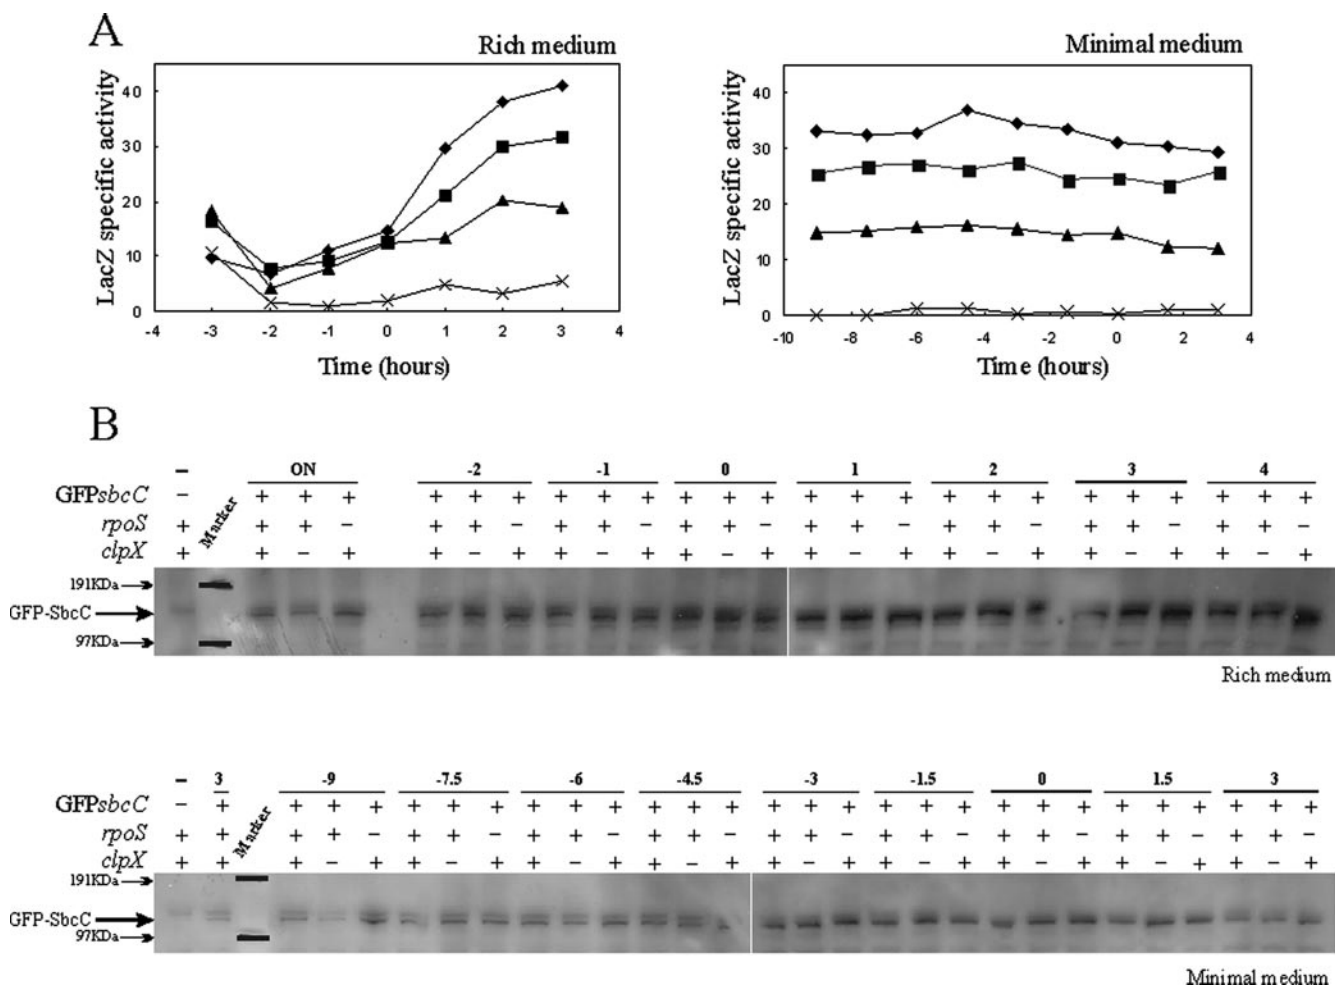 A
Rich medium
Minimal medium
LacZ specific activity
40
30
20
10
0
-4 -3 -2 -1 0 1 2 3 4
Time (hours)
LacZ specific activity
40
30
20
10
0
-10 -8 -6 -4 -2 0 2 4
Time (hours)
B
– ON -2 -1 0 1 2 3 4
GFPsbcC – + + + + + + + + + + + + + + + + + + + + + + + +
rpoS + + + – + + – + + – + + – + + – + + – + + – + + –
clpX + + – + + – + + – + + – + + – + + – + + – + + – +
Marker
191KDa
GFP-SbcC
97KDa
Rich medium
– 3 -9 -7.5 -6 -4.5 -3 -1.5 0 1.5 3
GFPsbcC – + + + + + + + + + + + + + + + + + + + + + + + + + + + +
rpoS + + + + – + + – + + – + + – + + – + + – + + – + + – + + –
clpX + + + – + + – + + – + + – + + – + + – + + – + + – + + – +
Marker
191KDa
GFP-SbcC
97KDa
Minimal medium